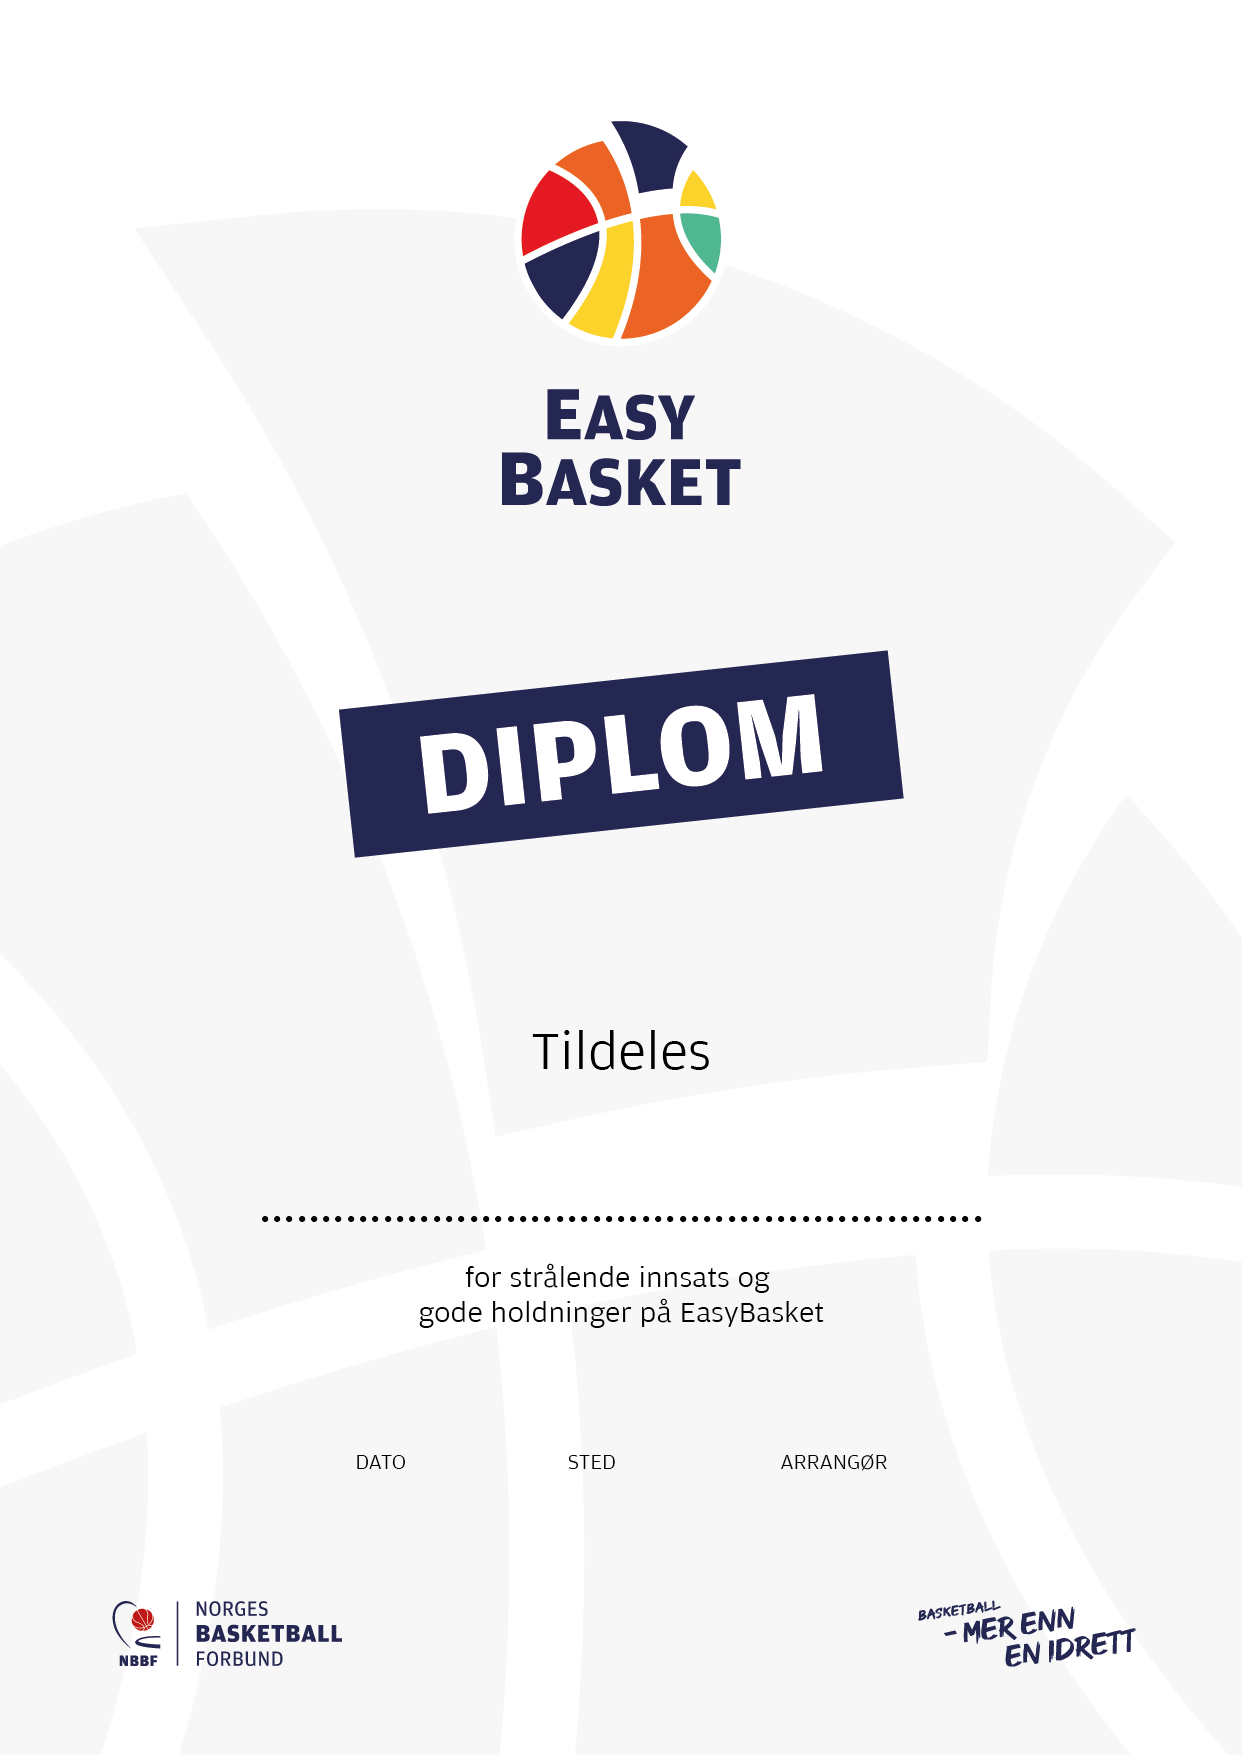 EASY
BASKET
DIPLOM
Tildeles
for strålende innsats og
gode holdninger på EasyBasket
DATO STED ARRANGØR
NBBF
NORGES
BASKETBALL
FORBUND
BASKETBALL
- MER ENN
EN IDRETT